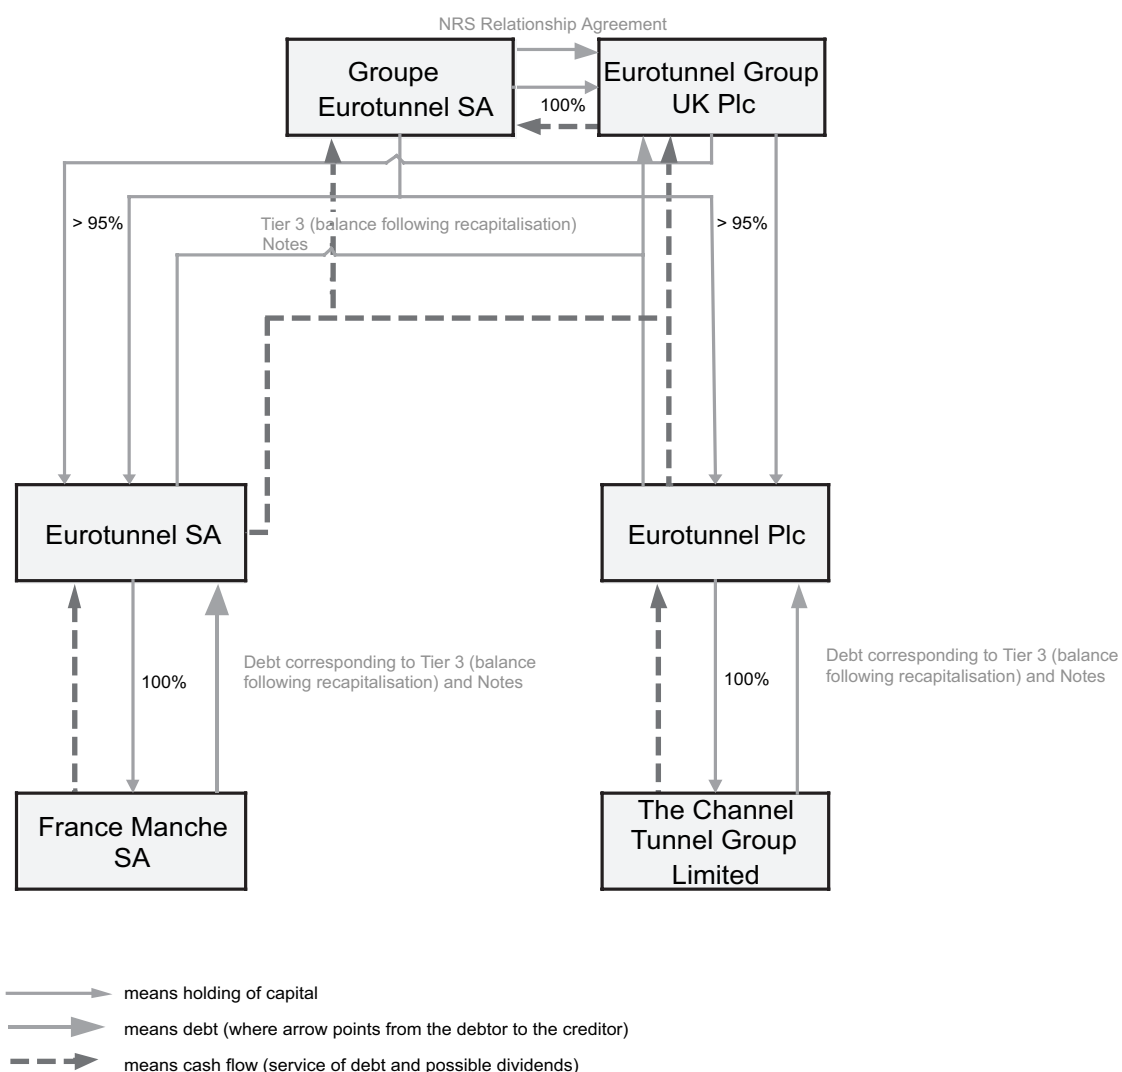 NRS Relationship Agreement
Groupe
Eurotunnel SA
Eurotunnel Group
UK Plc
100%
> 95%
Tier 3 (balance following recapitalisation)
Notes
> 95%
Eurotunnel SA
Eurotunnel Plc
100%
Debt corresponding to Tier 3 (balance
following recapitalisation) and Notes
100%
Debt corresponding to Tier 3 (balance
following recapitalisation) and Notes
France Manche
SA
The Channel
Tunnel Group
Limited
means holding of capital
means debt (where arrow points from the debtor to the creditor)
means cash flow (service of debt and possible dividends)